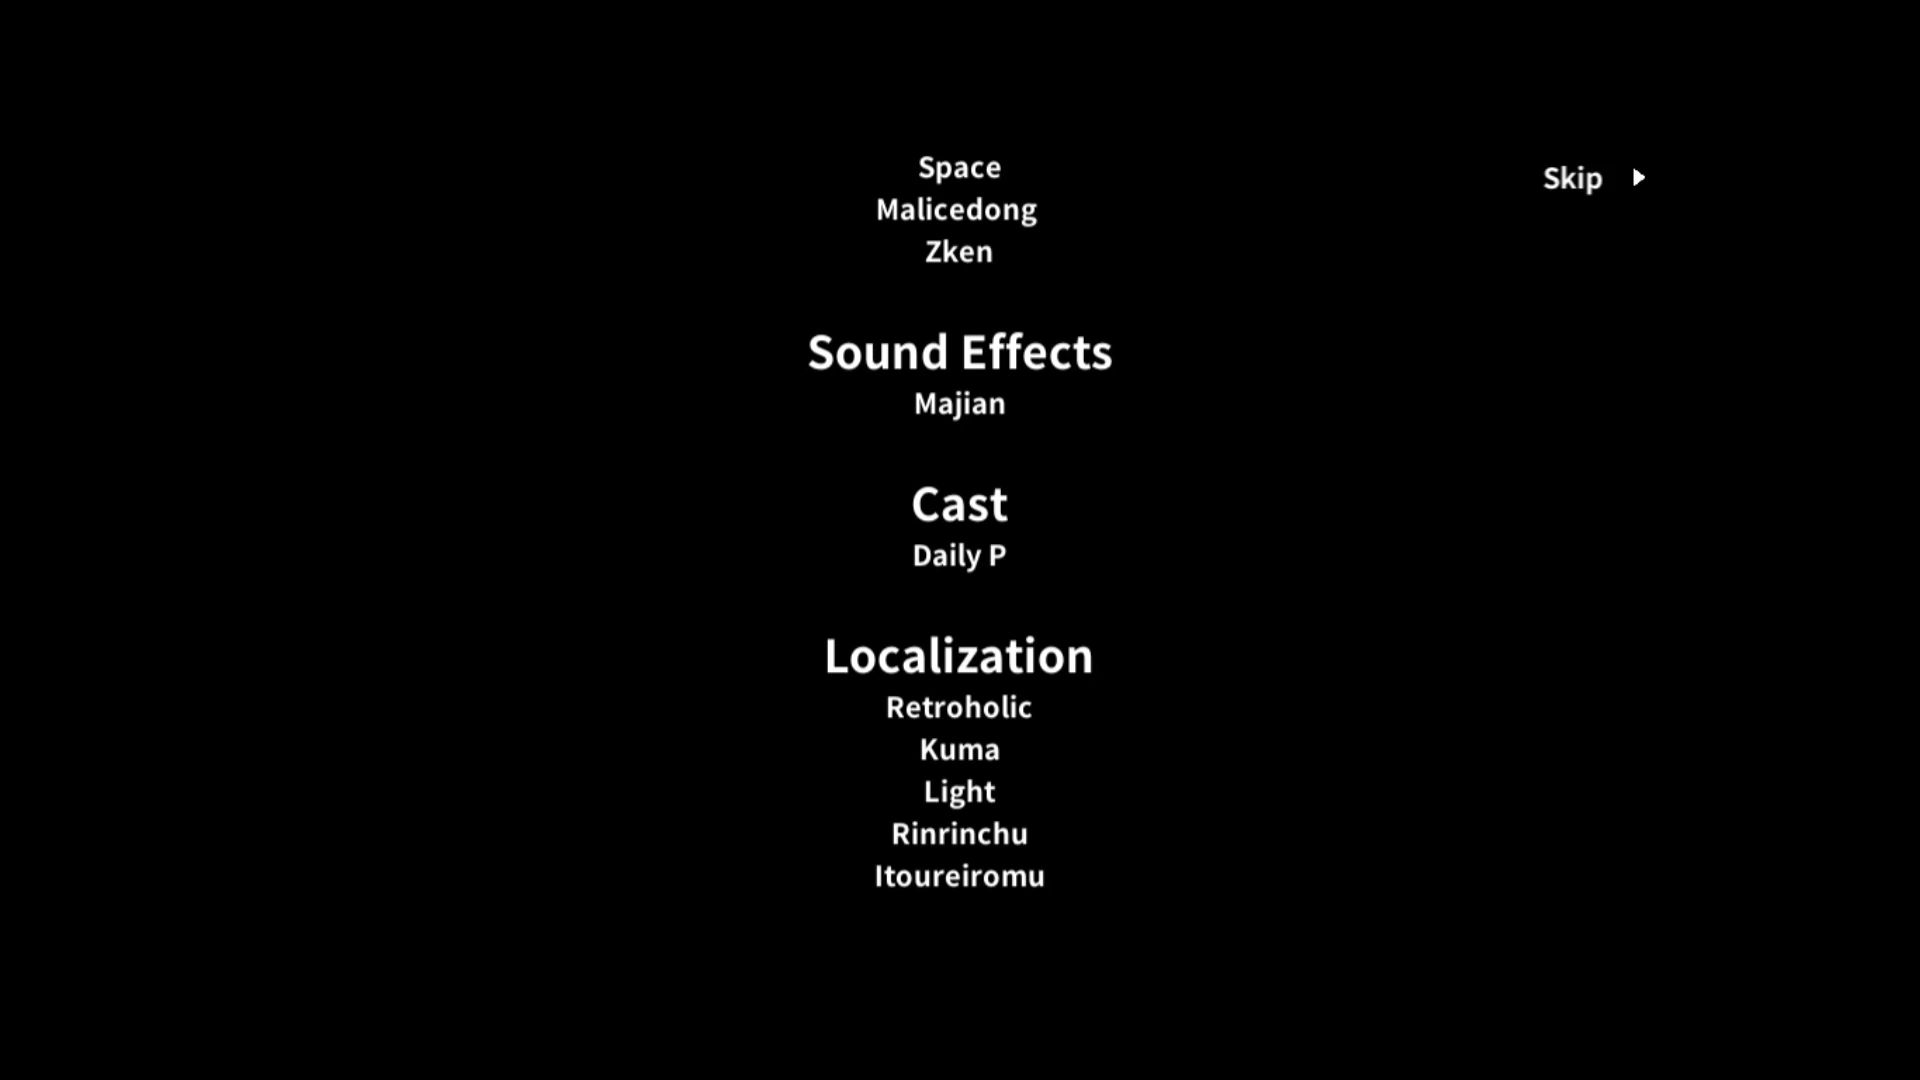 Space
Skip
Malicedong
Zken
Sound Effects
Majian
Cast
Daily P
Localization
Retroholic
Kuma
Light
Rinrinchu
Itoureiromu